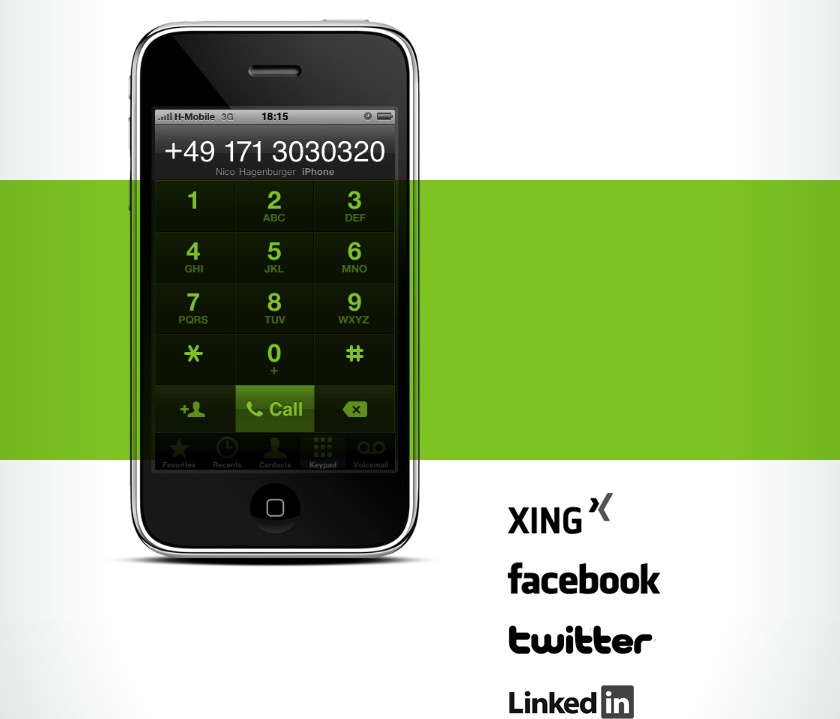 H-Mobile 3G 18:15
+49 171 3030320
Nico Hagenburger iPhone
1 2 3
ABC DEF
4 5 6
GHI JKL MNO
7 8 9
PQRS TUV WXYZ
* 0 #
+
+ Call
Favorites Recents Contacts Keypad Voicemail
XING
facebook
twitter
Linked in